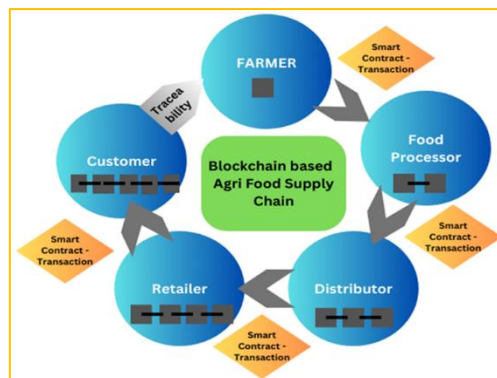 FARMER
Smart
Contract -
Transaction
Food
Processor
Smart
Contract -
Transaction
Distributor
Smart
Contract -
Transaction
Retailer
Smart
Contract -
Transaction
Customer
Tracea
bility
Blockchain based
Agri Food Supply
Chain